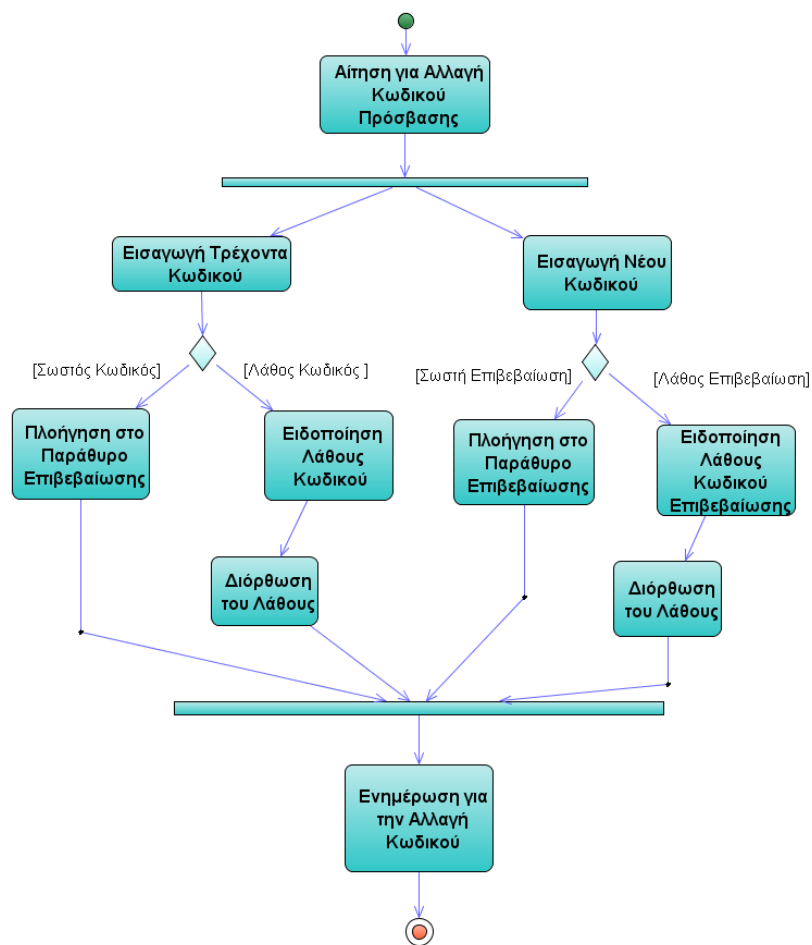 Αίτηση για Αλλαγή
Κωδικού
Πρόσβασης
Εισαγωγή Τρέχοντα
Κωδικού
Εισαγωγή Νέου
Κωδικού
[Σωστός Κωδικός]
[Λάθος Κωδικός ]
[Σωστή Επιβεβαίωση]
[Λάθος Επιβεβαίωση]
Πλοήγηση στο
Παράθυρο
Επιβεβαίωσης
Ειδοποίηση
Λάθους
Κωδικού
Πλοήγηση στο
Παράθυρο
Επιβεβαίωσης
Ειδοποίηση
Λάθους
Κωδικού
Επιβεβαίωσης
Διόρθωση
του Λάθους
Διόρθωση
του Λάθους
Ενημέρωση για
την Αλλαγή
Κωδικού